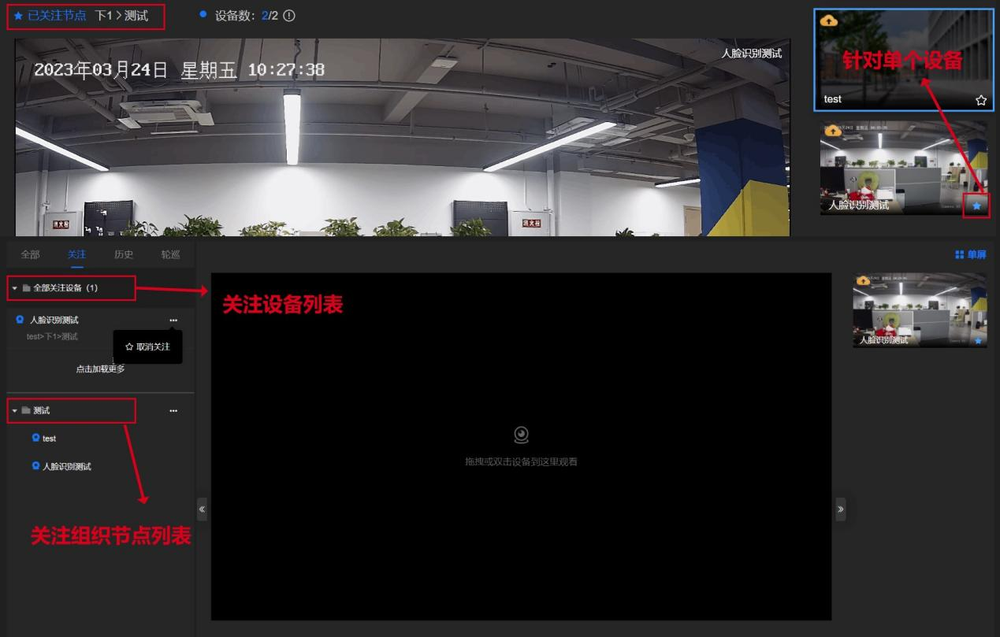 已关注节点 下1>测试
设备数：2/2
2023年03月24日 星期五 10:27:38
人脸识别测试
消火栓
消火栓
针对单个设备
test
人脸识别测试
全部 关注 历史 轮巡
单屏
全部关注设备（1）
人脸识别测试
test>下1>测试
取消关注
点击加载更多
测试
test
人脸识别测试
关注组织节点列表
关注设备列表
拖拽或双击设备到这里观看
人脸识别测试